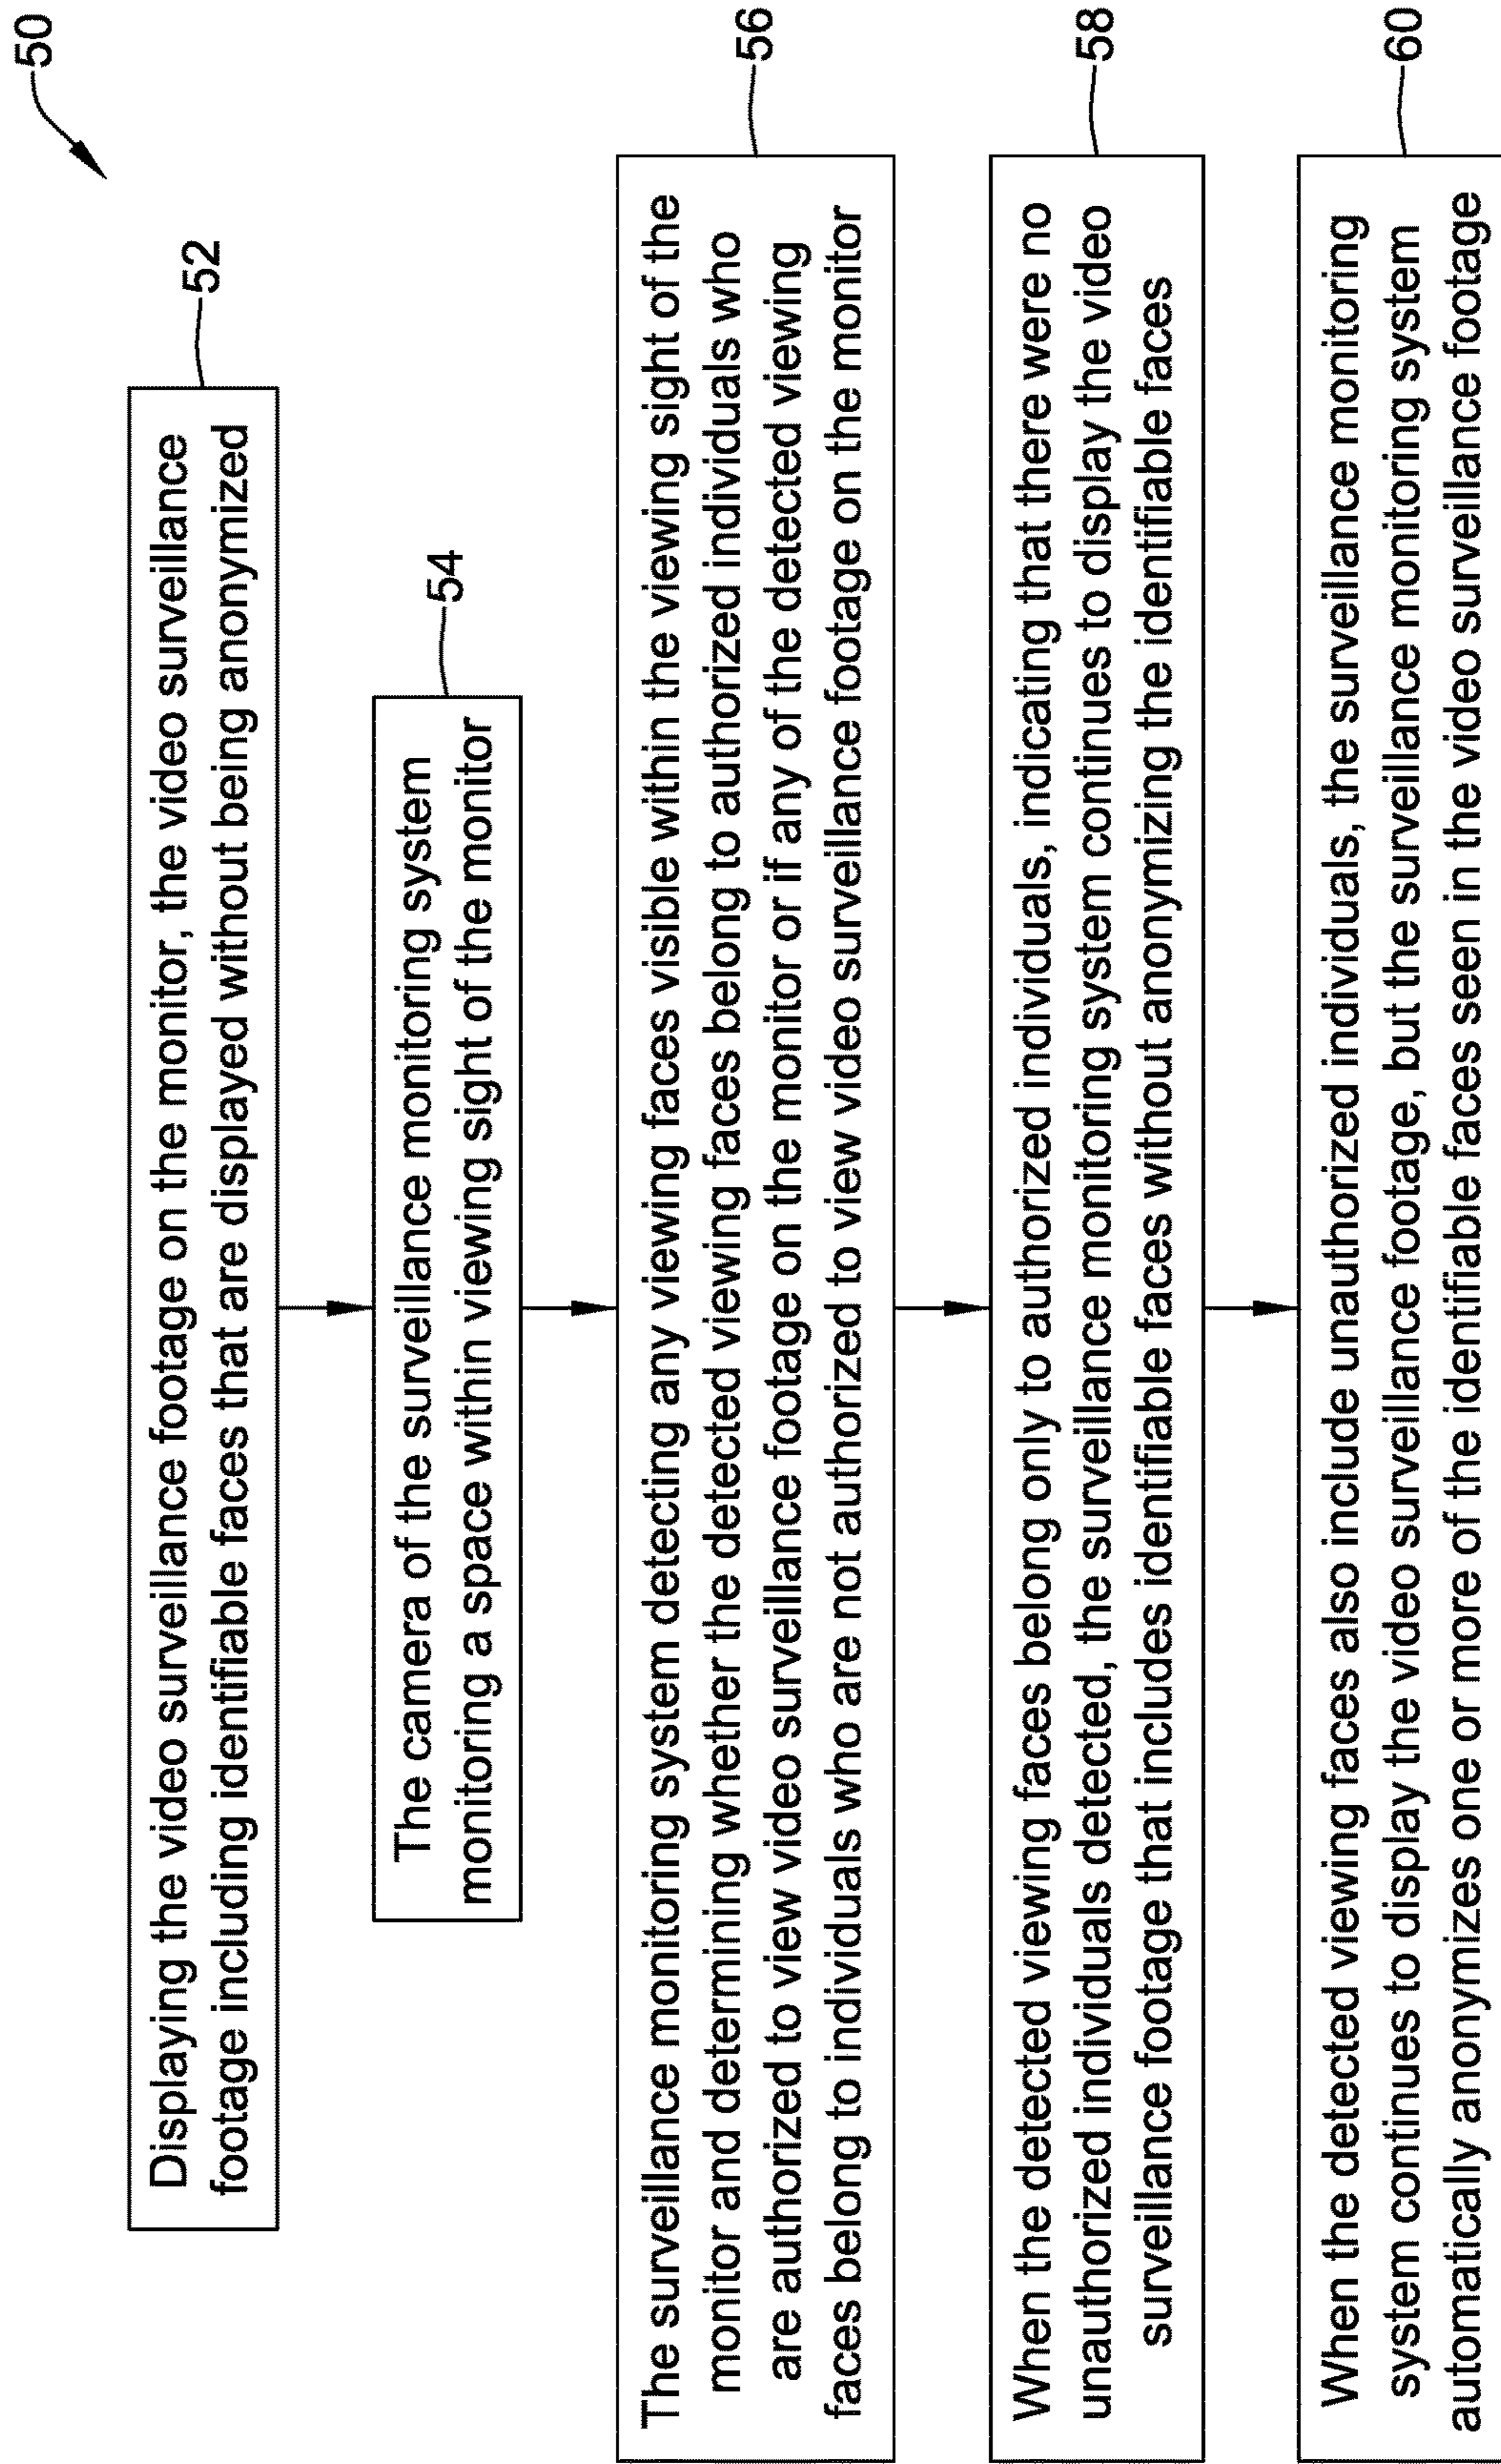 50
52
Displaying the video surveillance footage on the monitor, the video surveillance
footage including identifiable faces that are displayed without being anonymized
54
The camera of the surveillance monitoring system
monitoring a space within viewing sight of the monitor
56
The surveillance monitoring system detecting any viewing faces visible within the viewing sight of the
monitor and determining whether the detected viewing faces belong to authorized individuals who
are authorized to view video surveillance footage on the monitor or if any of the detected viewing
faces belong to individuals who are not authorized to view video surveillance footage on the monitor
58
When the detected viewing faces belong only to authorized individuals, indicating that there were no
unauthorized individuals detected, the surveillance monitoring system continues to display the video
surveillance footage that includes identifiable faces without anonymizing the identifiable faces
60
When the detected viewing faces also include unauthorized individuals, the surveillance monitoring
system continues to display the video surveillance footage, but the surveillance monitoring system
automatically anonymizes one or more of the identifiable faces seen in the video surveillance footage